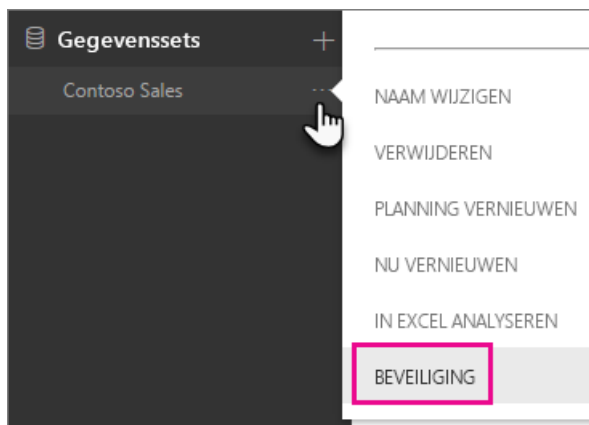 Gegevenssets
Contoso Sales
NAAM WIJZIGEN
VERWIJDEREN
PLANNING VERNIEUWEN
NU VERNIEUWEN
IN EXCEL ANALYSEREN
BEVEILIGING